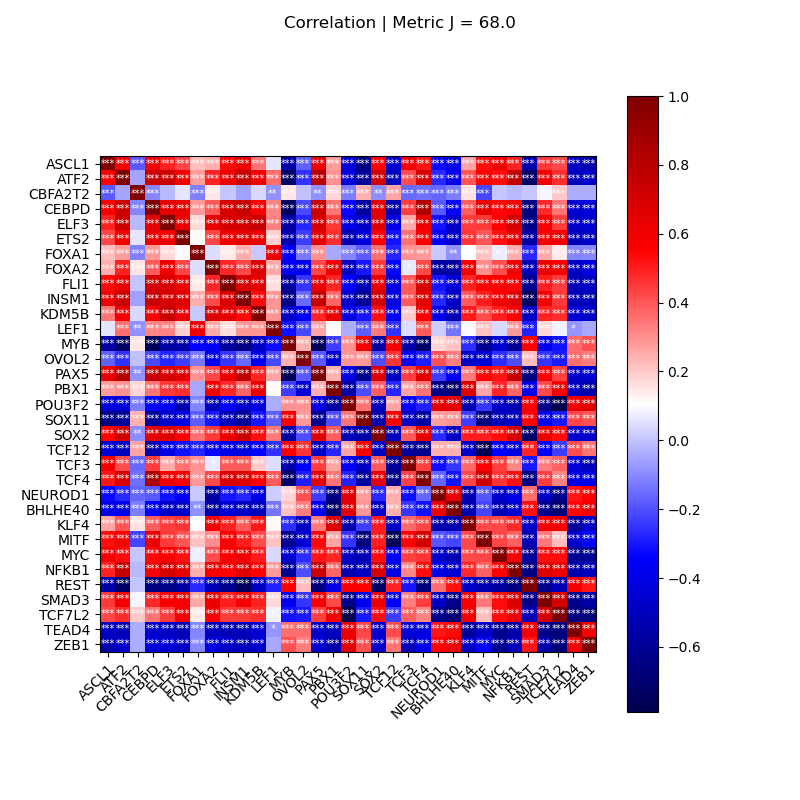 Correlation | Metric J = 68.0
ASCL1
ATF2
CBFA2T2
CEBPD
ELF3
ETS2
FOXA1
FOXA2
FLI1
INSM1
KDM5B
LEF1
MYB
OVOL2
PAX5
PBX1
POU3F2
SOX11
SOX2
TCF12
TCF3
TCF4
NEUROD1
BHLHE40
KLF4
MITF
MYC
NFKB1
REST
SMAD3
TCF7L2
TEAD4
ZEB1
ASCL1
ATF2
CBFA2T2
CEBPD
ELF3
ETS2
FOXA1
FOXA2
FLI1
INSM1
KDM5B
LEF1
MYB
OVOL2
PAX5
PBX1
POU3F2
SOX11
SOX2
TCF12
TCF3
TCF4
NEUROD1
BHLHE40
KLF4
MITF
MYC
NFKB1
REST
SMAD3
TCF7L2
TEAD4
ZEB1
1.0
0.8
0.6
0.4
0.2
0.0
−0.2
−0.4
−0.6